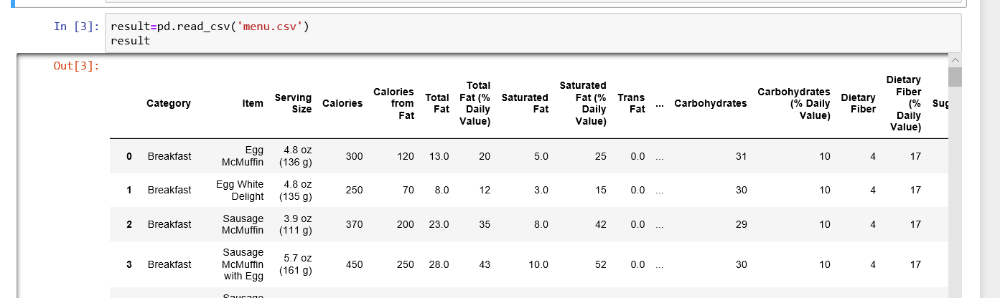 In [3]: result=pd.read_csv('menu.csv')
result
Out[3]:
Category Item Serving Size Calories Calories from Fat Total Fat Total Fat (% Daily Value) Saturated Fat Saturated Fat (% Daily Value) Trans Fat ... Carbohydrates Carbohydrates (% Daily Value) Dietary Fiber Dietary Fiber (% Daily Value) Sug
0 Breakfast Egg McMuffin 4.8 oz (136 g) 300 120 13.0 20 5.0 25 0.0 ... 31 10 4 17
1 Breakfast Egg White Delight 4.8 oz (135 g) 250 70 8.0 12 3.0 15 0.0 ... 30 10 4 17
2 Breakfast Sausage McMuffin 3.9 oz (111 g) 370 200 23.0 35 8.0 42 0.0 ... 29 10 4 17
3 Breakfast Sausage McMuffin with Egg 5.7 oz (161 g) 450 250 28.0 43 10.0 52 0.0 ... 30 10 4 17
Sausage